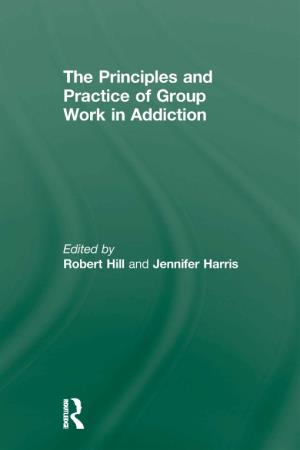 The Principles and
Practice of Group
Work in Addiction
Edited by
Robert Hill and Jennifer Harris
ROUTLEDGE